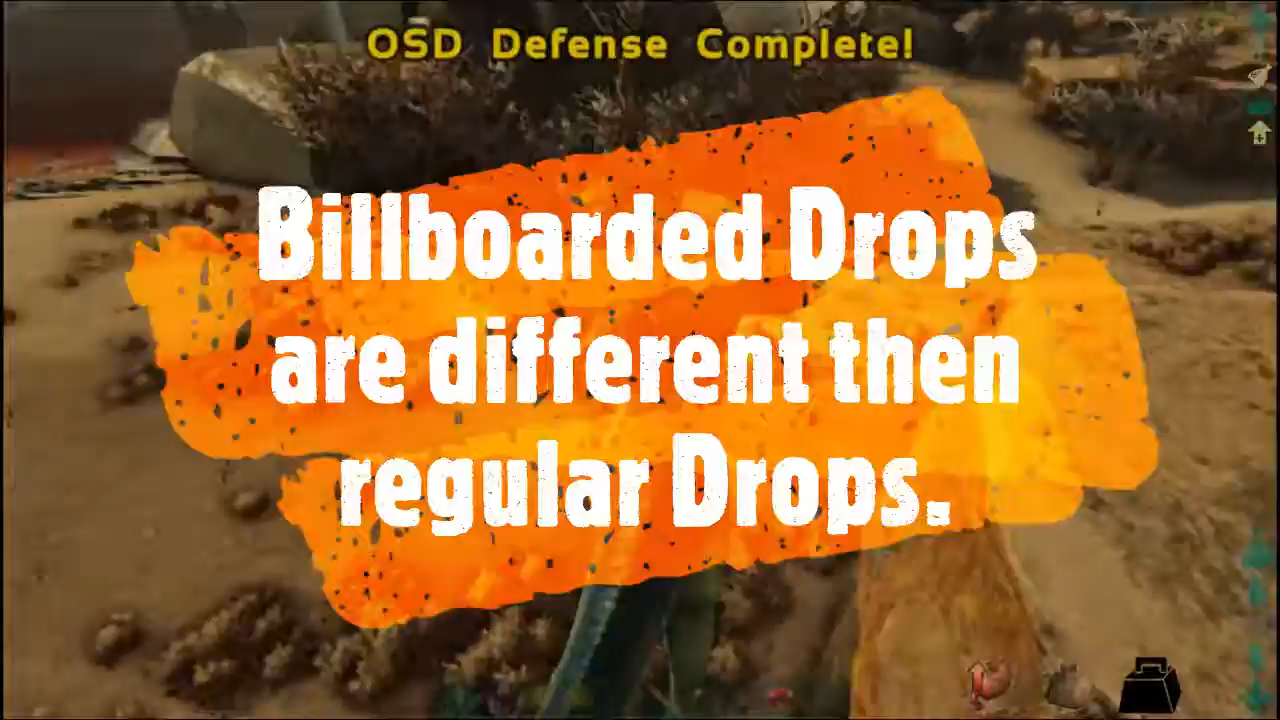 OSD Defense Complete!
Billboarded Drops
are different then
regular Drops.